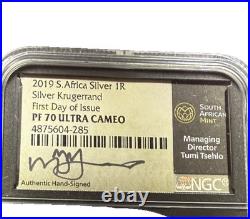 2019 S.Africa Silver 1R
Silver Krugerrand
First Day of Issue
PF 70 ULTRA CAMEO
4875604-285
Authentic Hand-Signed
SOUTH
AFRICAN
MINT
Managing
Director
Tumi Tsehlo
NGC